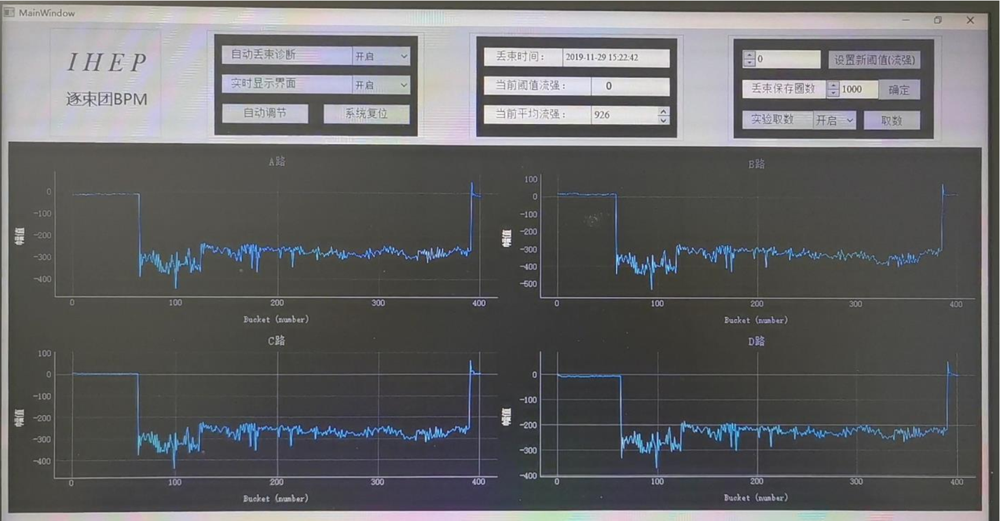 MainWindow
IHEP
逐束团BPM
自动丢束诊断 开启
实时显示界面 开启
自动调节 系统复位
丢束时间： 2019-11-29 15:22:42
当前阈值流强： 0
当前平均流强： 926
0 设置新阈值(流强)
丢束保存圈数 1000 确定
实验取数 开启 取数
A路
0
-100
-200
-300
-400
幅值
0 100 200 300 400
Bucket (number)
B路
100
0
-100
-200
-300
-400
-500
幅值
0 100 200 300 400
Bucket (number)
C路
100
0
-100
-200
-300
-400
幅值
0 100 200 300 400
Bucket (number)
D路
0
-100
-200
-300
-400
幅值
0 100 200 300 400
Bucket (number)